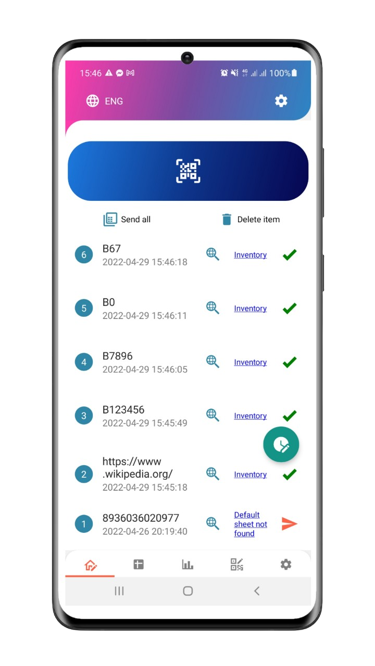 15:46 100%
ENG
Send all Delete item
6 B67 Inventory
2022-04-29 15:46:18
5 B0 Inventory
2022-04-29 15:46:11
4 B7896 Inventory
2022-04-29 15:46:05
3 B123456 Inventory
2022-04-29 15:45:49
https://www
2 .wikipedia.org/ Inventory
2022-04-29 15:45:18
Default
1 8936036020977 sheet not
2022-04-26 20:19:40 found